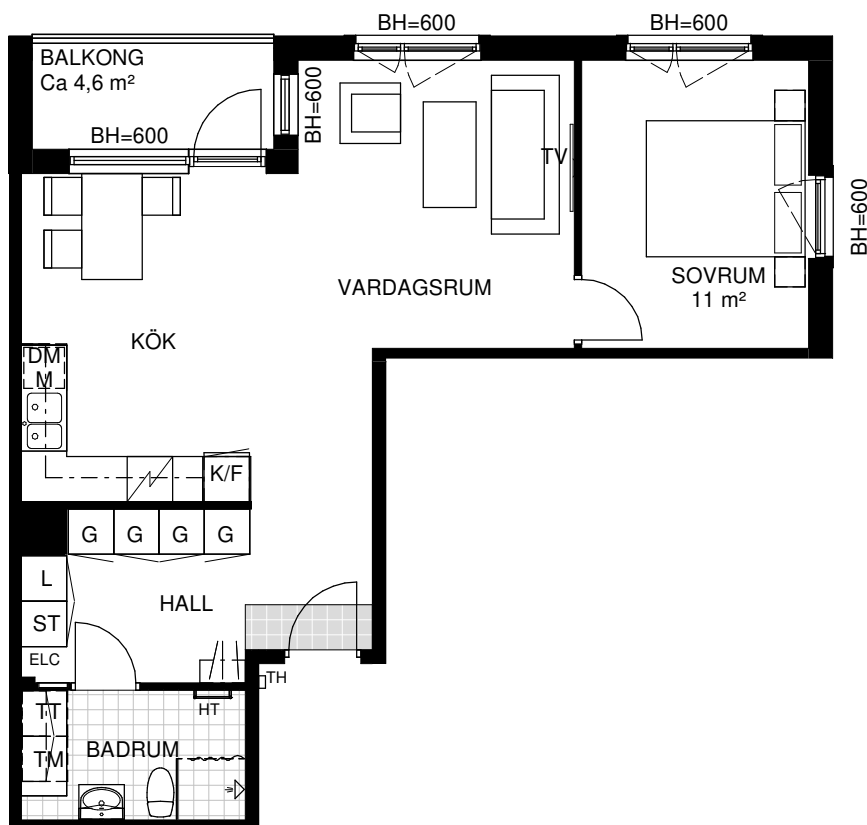 BH=600
BH=600
BALKONG
Ca 4,6 m²
BH=600
BH=600
TV
BH=600
SOVRUM
11 m²
VARDAGSRUM
KÖK
DM
M
K/F
G
G
G
G
L
HALL
ST
ELC
TH
TT
HT
BADRUM
TM